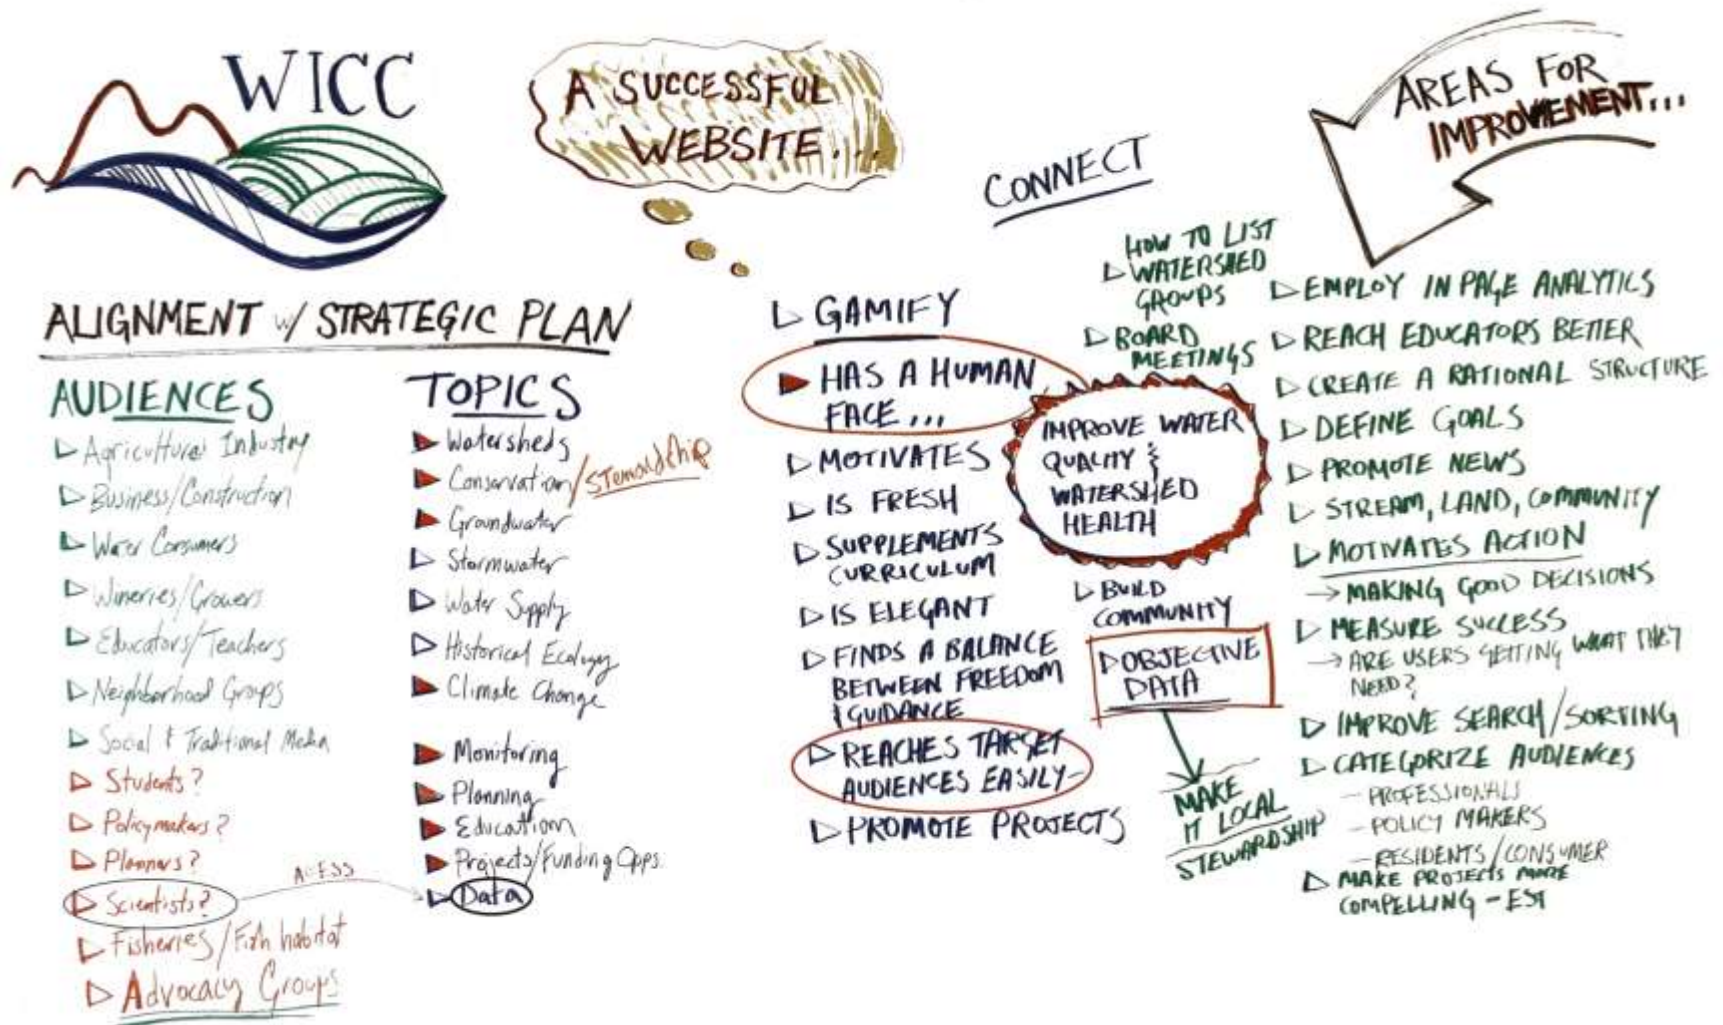 WICC
A SUCCESSFUL
WEBSITE...
AREAS FOR
IMPROVEMENT...
ALIGNMENT w/ STRATEGIC PLAN
AUDIENCES
Agricultural Industry
Business/Construction
Water Consumers
Wineries/Growers
Educators/Teachers
Neighborhood Groups
Social & Traditional Media
Students?
Policymakers?
Planners?
Scientists?
ACESS
Fisheries/Fish habitat
Advocacy Groups
TOPICS
Watersheds
Conservation/Stewardship
Groundwater
Stormwater
Water Supply
Historical Ecology
Climate Change
Monitoring
Planning
Education
Projects/Funding Opps.
Data
GAMIFY
HAS A HUMAN
FACE...
MOTIVATES
IS FRESH
SUPPLEMENTS
CURRICULUM
IS ELEGANT
FINDS A BALANCE
BETWEEN FREEDOM
& GUIDANCE
REACHES TARGET
AUDIENCES EASILY-
PROMOTE PROJECTS
CONNECT
HOW TO LIST
WATERSHED
GROUPS
BOARD
MEETINGS
IMPROVE WATER
QUALITY &
WATERSHED
HEALTH
BUILD
COMMUNITY
OBJECTIVE
DATA
MAKE
IT LOCAL
STEWARDSHIP
EMPLOY IN PAGE ANALYTICS
REACH EDUCATORS BETTER
CREATE A RATIONAL STRUCTURE
DEFINE GOALS
PROMOTE NEWS
STREAM, LAND, COMMUNITY
MOTIVATES ACTION
→ MAKING GOOD DECISIONS
MEASURE SUCCESS
→ ARE USERS GETTING WHAT THEY
NEED?
IMPROVE SEARCH/SORTING
CATEGORIZE AUDIENCES
- PROFESSIONALS
- POLICY MAKERS
- RESIDENTS/CONSUMER
MAKE PROJECTS MORE
COMPELLING - EST